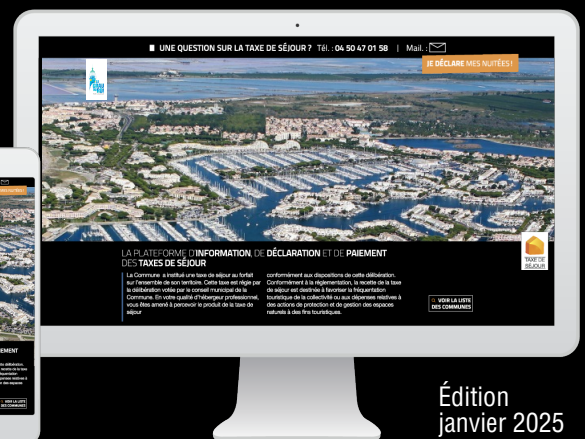 UNE QUESTION SUR LA TAXE DE SÉJOUR ? Tél. : 04 50 47 01 58 | Mail. :
JE DÉCLARE MES NUITÉES !
LA PLATEFORME D'INFORMATION, DE DÉCLARATION ET DE PAIEMENT
DES TAXES DE SÉJOUR
La Commune a institué une taxe de séjour au forfait
sur l'ensemble de son territoire. Cette taxe est régie par
la délibération votée par le conseil municipal de la
Commune. En votre qualité d'hébergeur professionnel,
vous êtes amené à percevoir le produit de la taxe de
séjour
conformément aux dispositions de cette délibération.
Conformément à la réglementation, la recette de la taxe
de séjour est destinée à favoriser la fréquentation
touristique de la collectivité ou aux dépenses relatives à
des actions de protection et de gestion des espaces
naturels à des fins touristiques.
TAXE DE
SÉJOUR
VOIR LA LISTE
DES COMMUNES
EMENT
VOIR LA LISTE
DES COMMUNES
Édition
janvier 2025